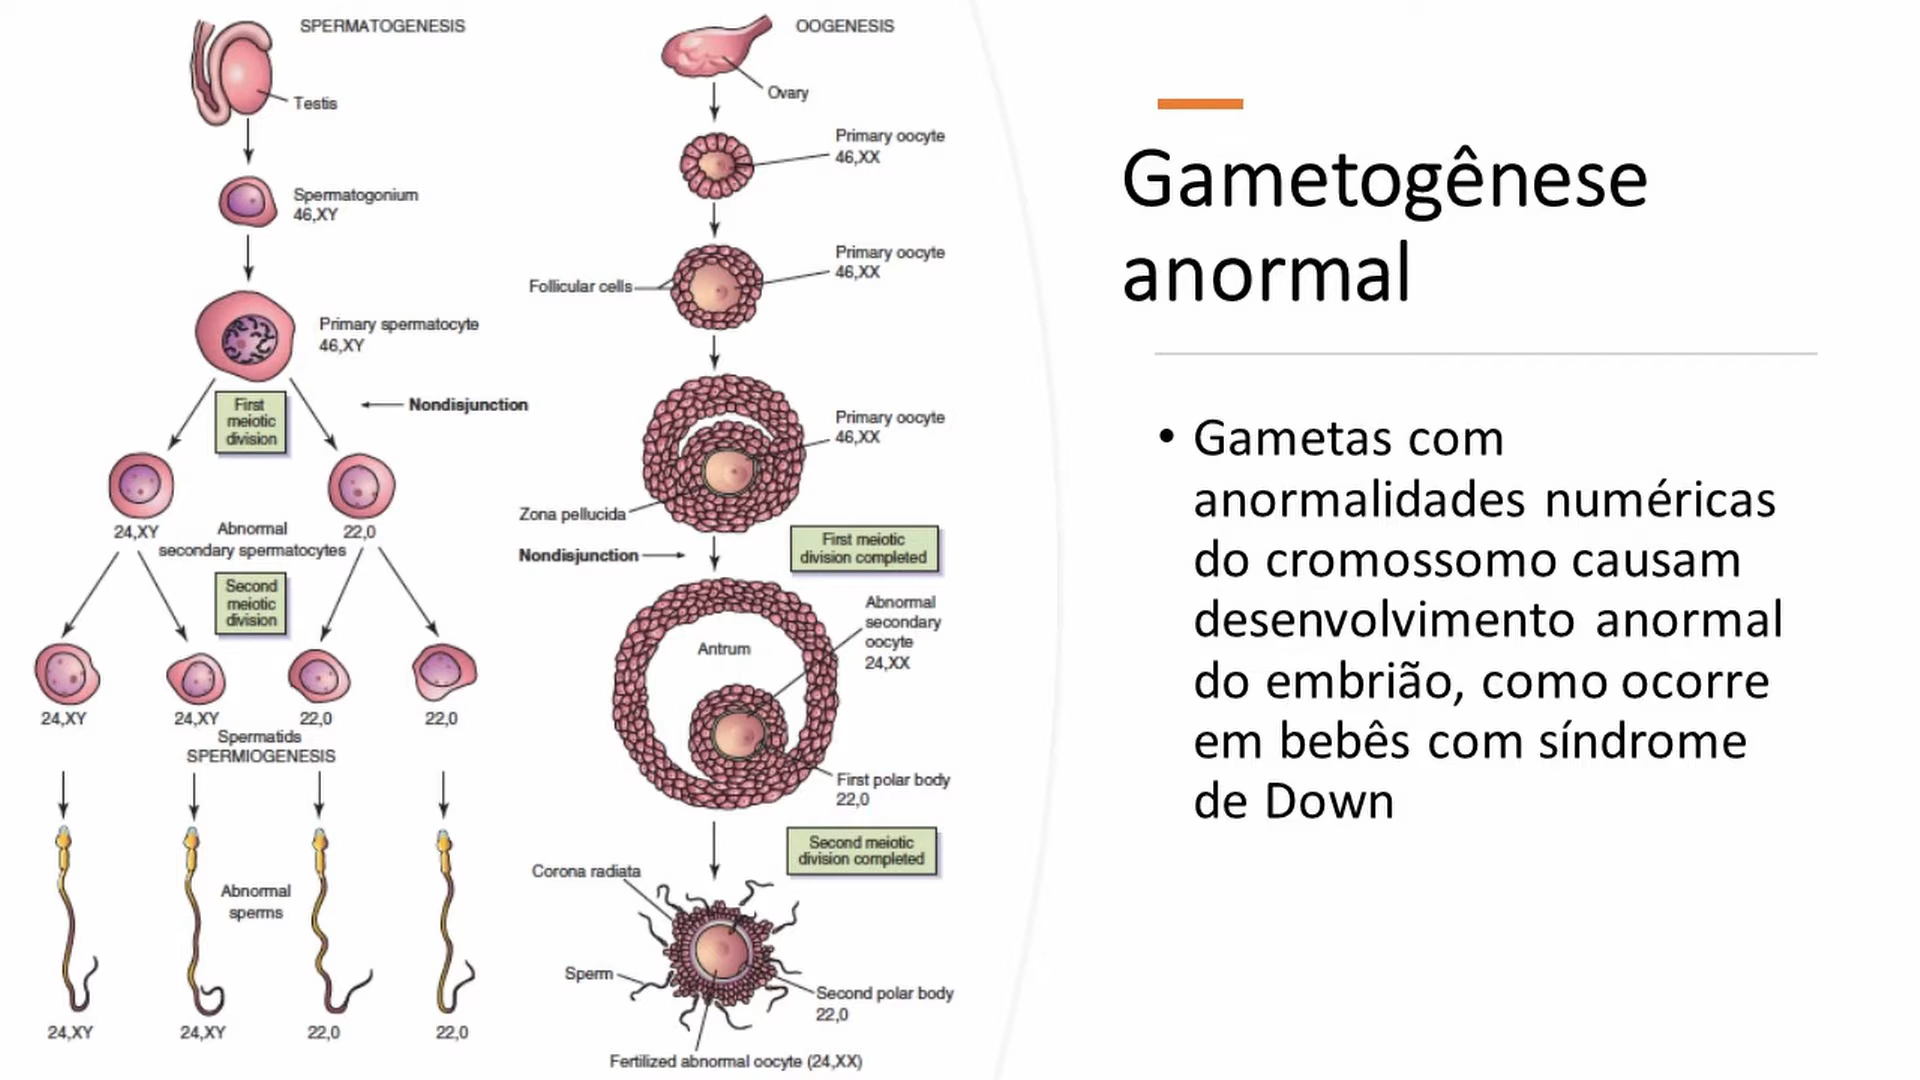 SPERMATOGENESIS
Testis
Spermatogonium
46,XY
Primary spermatocyte
46,XY
First
meiotic
division
Nondisjunction
24,XY
Abnormal
secondary spermatocytes
22,0
Second
meiotic
division
24,XY
24,XY
22,0
22,0
Spermatids
SPERMIOGENESIS
Abnormal
sperms
24,XY
24,XY
22,0
22,0
OOGENESIS
Ovary
Primary oocyte
46,XX
Primary oocyte
46,XX
Follicular cells
Primary oocyte
46,XX
Zona pellucida
Nondisjunction
First meiotic
division completed
Abnormal
secondary
oocyte
24,XX
Antrum
First polar body
22,0
Second meiotic
division completed
Corona radiata
Sperm
Second polar body
22,0
Fertilized abnormal oocyte (24,XX)
Gametogênese
anormal
• Gametas com
anormalidades numéricas
do cromossomo causam
desenvolvimento anormal
do embrião, como ocorre
em bebês com síndrome
de Down